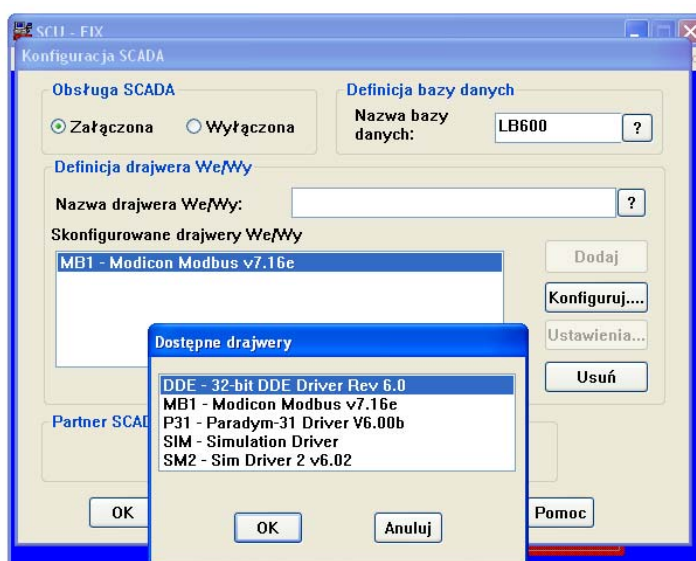 SCU - FIX
Konfiguracja SCADA
Obsługa SCADA
Załączona
Wyłączona
Definicja bazy danych
Nazwa bazy
danych:
LB600
?
Definicja drajwera We/Wy
Nazwa drajwera We/Wy:
?
Skonfigurowane drajwery We/Wy
MB1 - Modicon Modbus v7.16e
Dodaj
Konfiguruj....
Ustawienia...
Usuń
Dostępne drajwery
DDE - 32-bit DDE Driver Rev 6.0
MB1 - Modicon Modbus v7.16e
P31 - Paradym-31 Driver V6.00b
SIM - Simulation Driver
SM2 - Sim Driver 2 v6.02
OK
Anuluj
Partner SCAD
OK
Pomoc